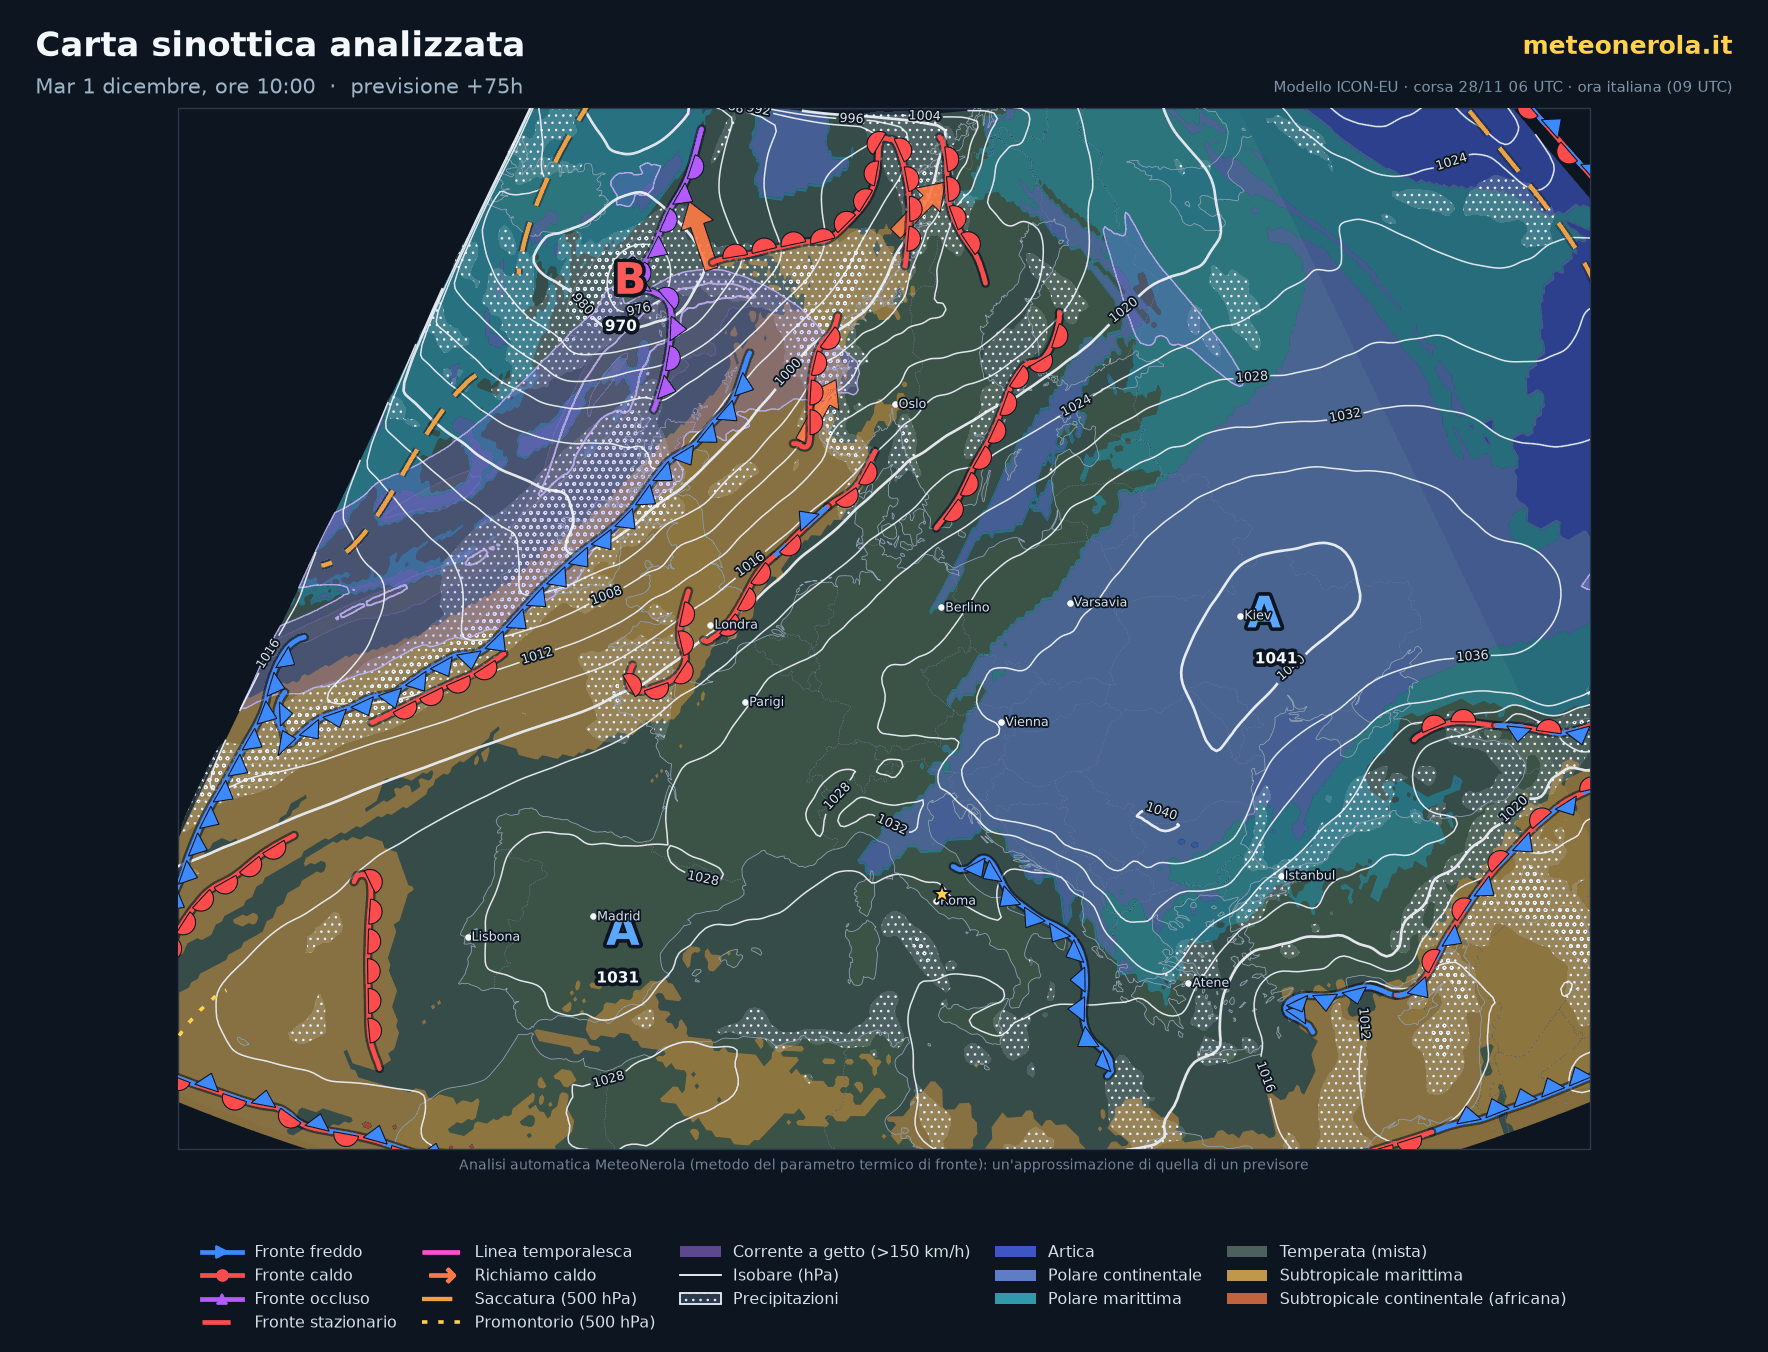 Carta sinottica analizzata
meteonerola.it
Mar 1 dicembre, ore 10:00 · previsione +75h
Modello ICON-EU · corsa 28/11 06 UTC · ora italiana (09 UTC)
992
996
1004
1024
B
980
976
970
1020
1000
1028
1024
1032
Oslo
1016
1008
Berlino
Varsavia
Kiev
A
1041
1016
Londra
1012
1036
Parigi
Vienna
1028
1032
1040
1020
1028
Istanbul
Roma
Madrid
A
Lisbona
1031
Atene
1012
1028
1016
Analisi automatica MeteoNerola (metodo del parametro termico di fronte): un'approssimazione di quella di un previsore
Fronte freddo
Linea temporalesca
Corrente a getto (>150 km/h)
Artica
Temperata (mista)
Fronte caldo
Richiamo caldo
Isobare (hPa)
Polare continentale
Subtropicale marittima
Fronte occluso
Saccatura (500 hPa)
Precipitazioni
Polare marittima
Subtropicale continentale (africana)
Fronte stazionario
Promontorio (500 hPa)